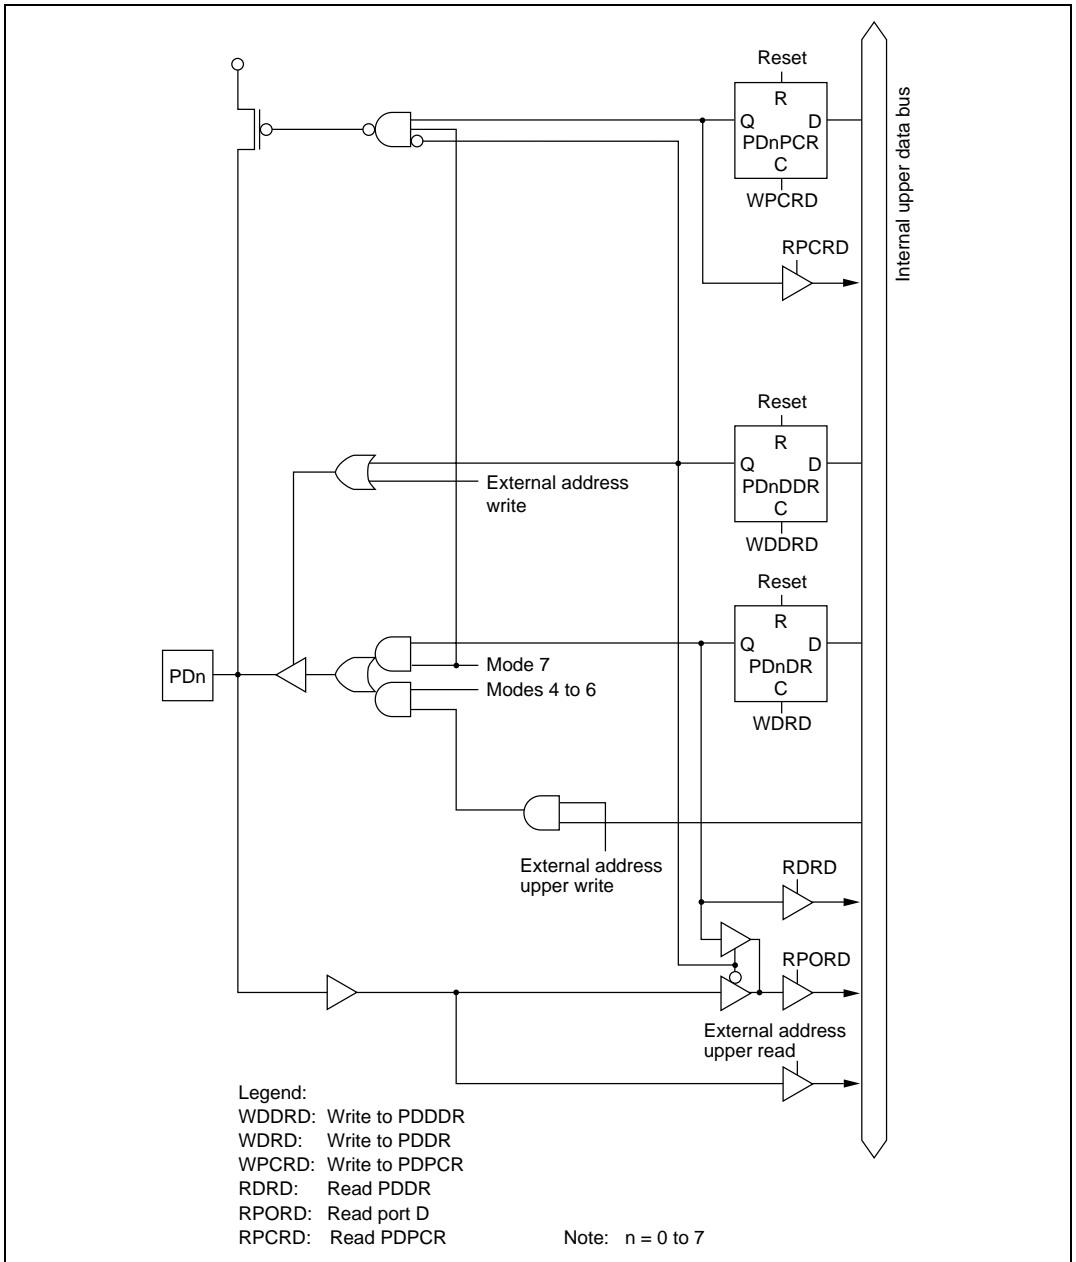 Reset
R
Q D
PDnPCR
C
WPCRD
Internal upper data bus
RPCRD
Reset
R
Q D
PDnDDR
C
WDDRD
External address
write
Reset
R
Q D
PDnDR
C
WDRD
Mode 7
PDn
Modes 4 to 6
External address
upper write
RDRD
RPORD
External address
upper read
Legend:
WDDRD: Write to PDDDR
WDRD: Write to PDDR
WPCRD: Write to PDPCR
RDRD: Read PDDR
RPORD: Read port D
RPCRD: Read PDPCR
Note: n = 0 to 7